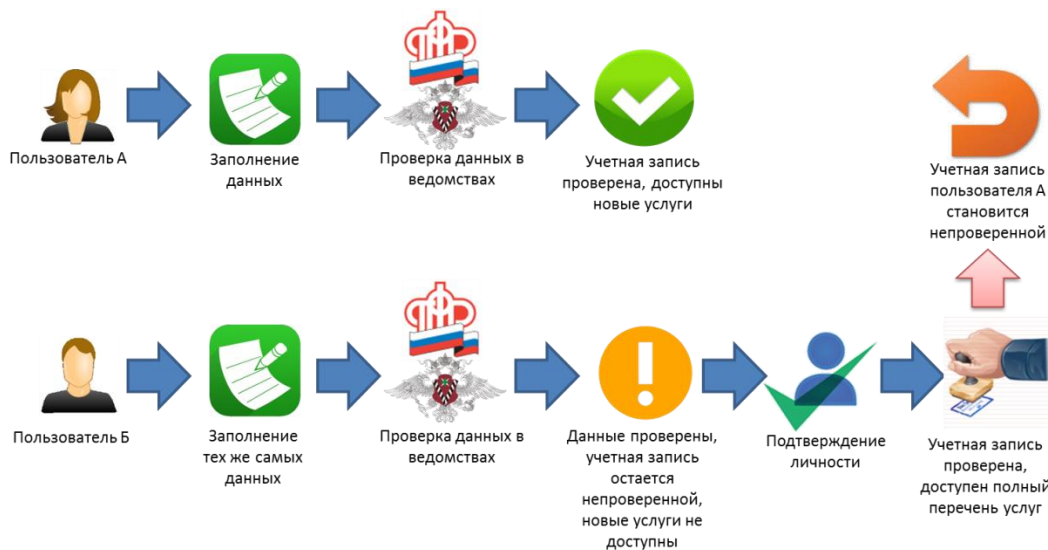 Пользователь А
Заполнение
данных
Проверка данных в
ведомствах
Учетная запись
проверена, доступны
новые услуги
Учетная запись
пользователя А
становится
непроверенной
Пользователь Б
Заполнение
тех же самых
данных
Проверка данных в
ведомствах
Данные проверены,
учетная запись
остается
непроверенной,
новые услуги не
доступны
Подтверждение
личности
Учетная запись
проверена,
доступен полный
перечень услуг